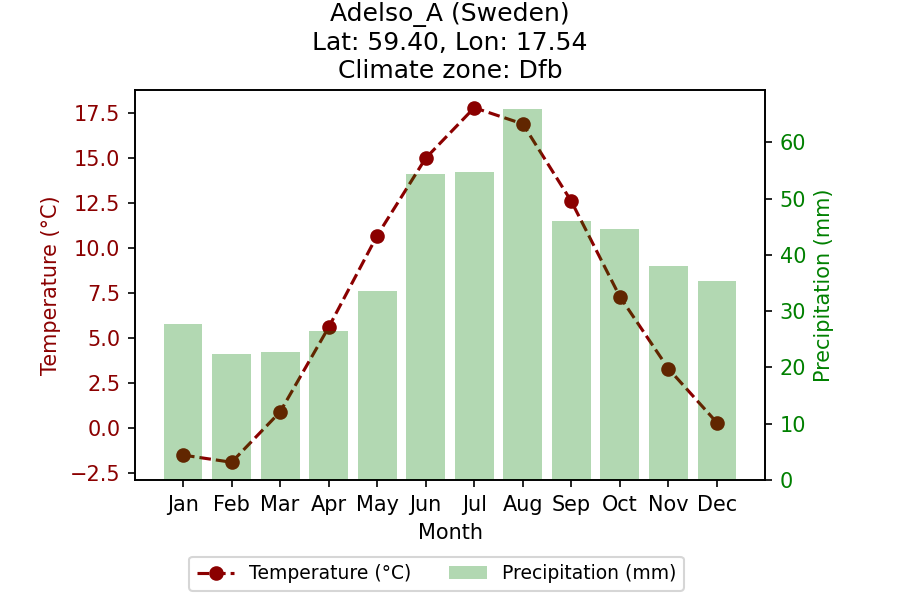 Adelso_A (Sweden)
Lat: 59.40, Lon: 17.54
Climate zone: Dfb
17.5
15.0
12.5
10.0
7.5
5.0
2.5
0.0
−2.5
Temperature (°C)
60
50
40
30
20
10
0
Precipitation (mm)
Jan Feb Mar Apr May Jun Jul Aug Sep Oct Nov Dec
Month
Temperature (°C) Precipitation (mm)